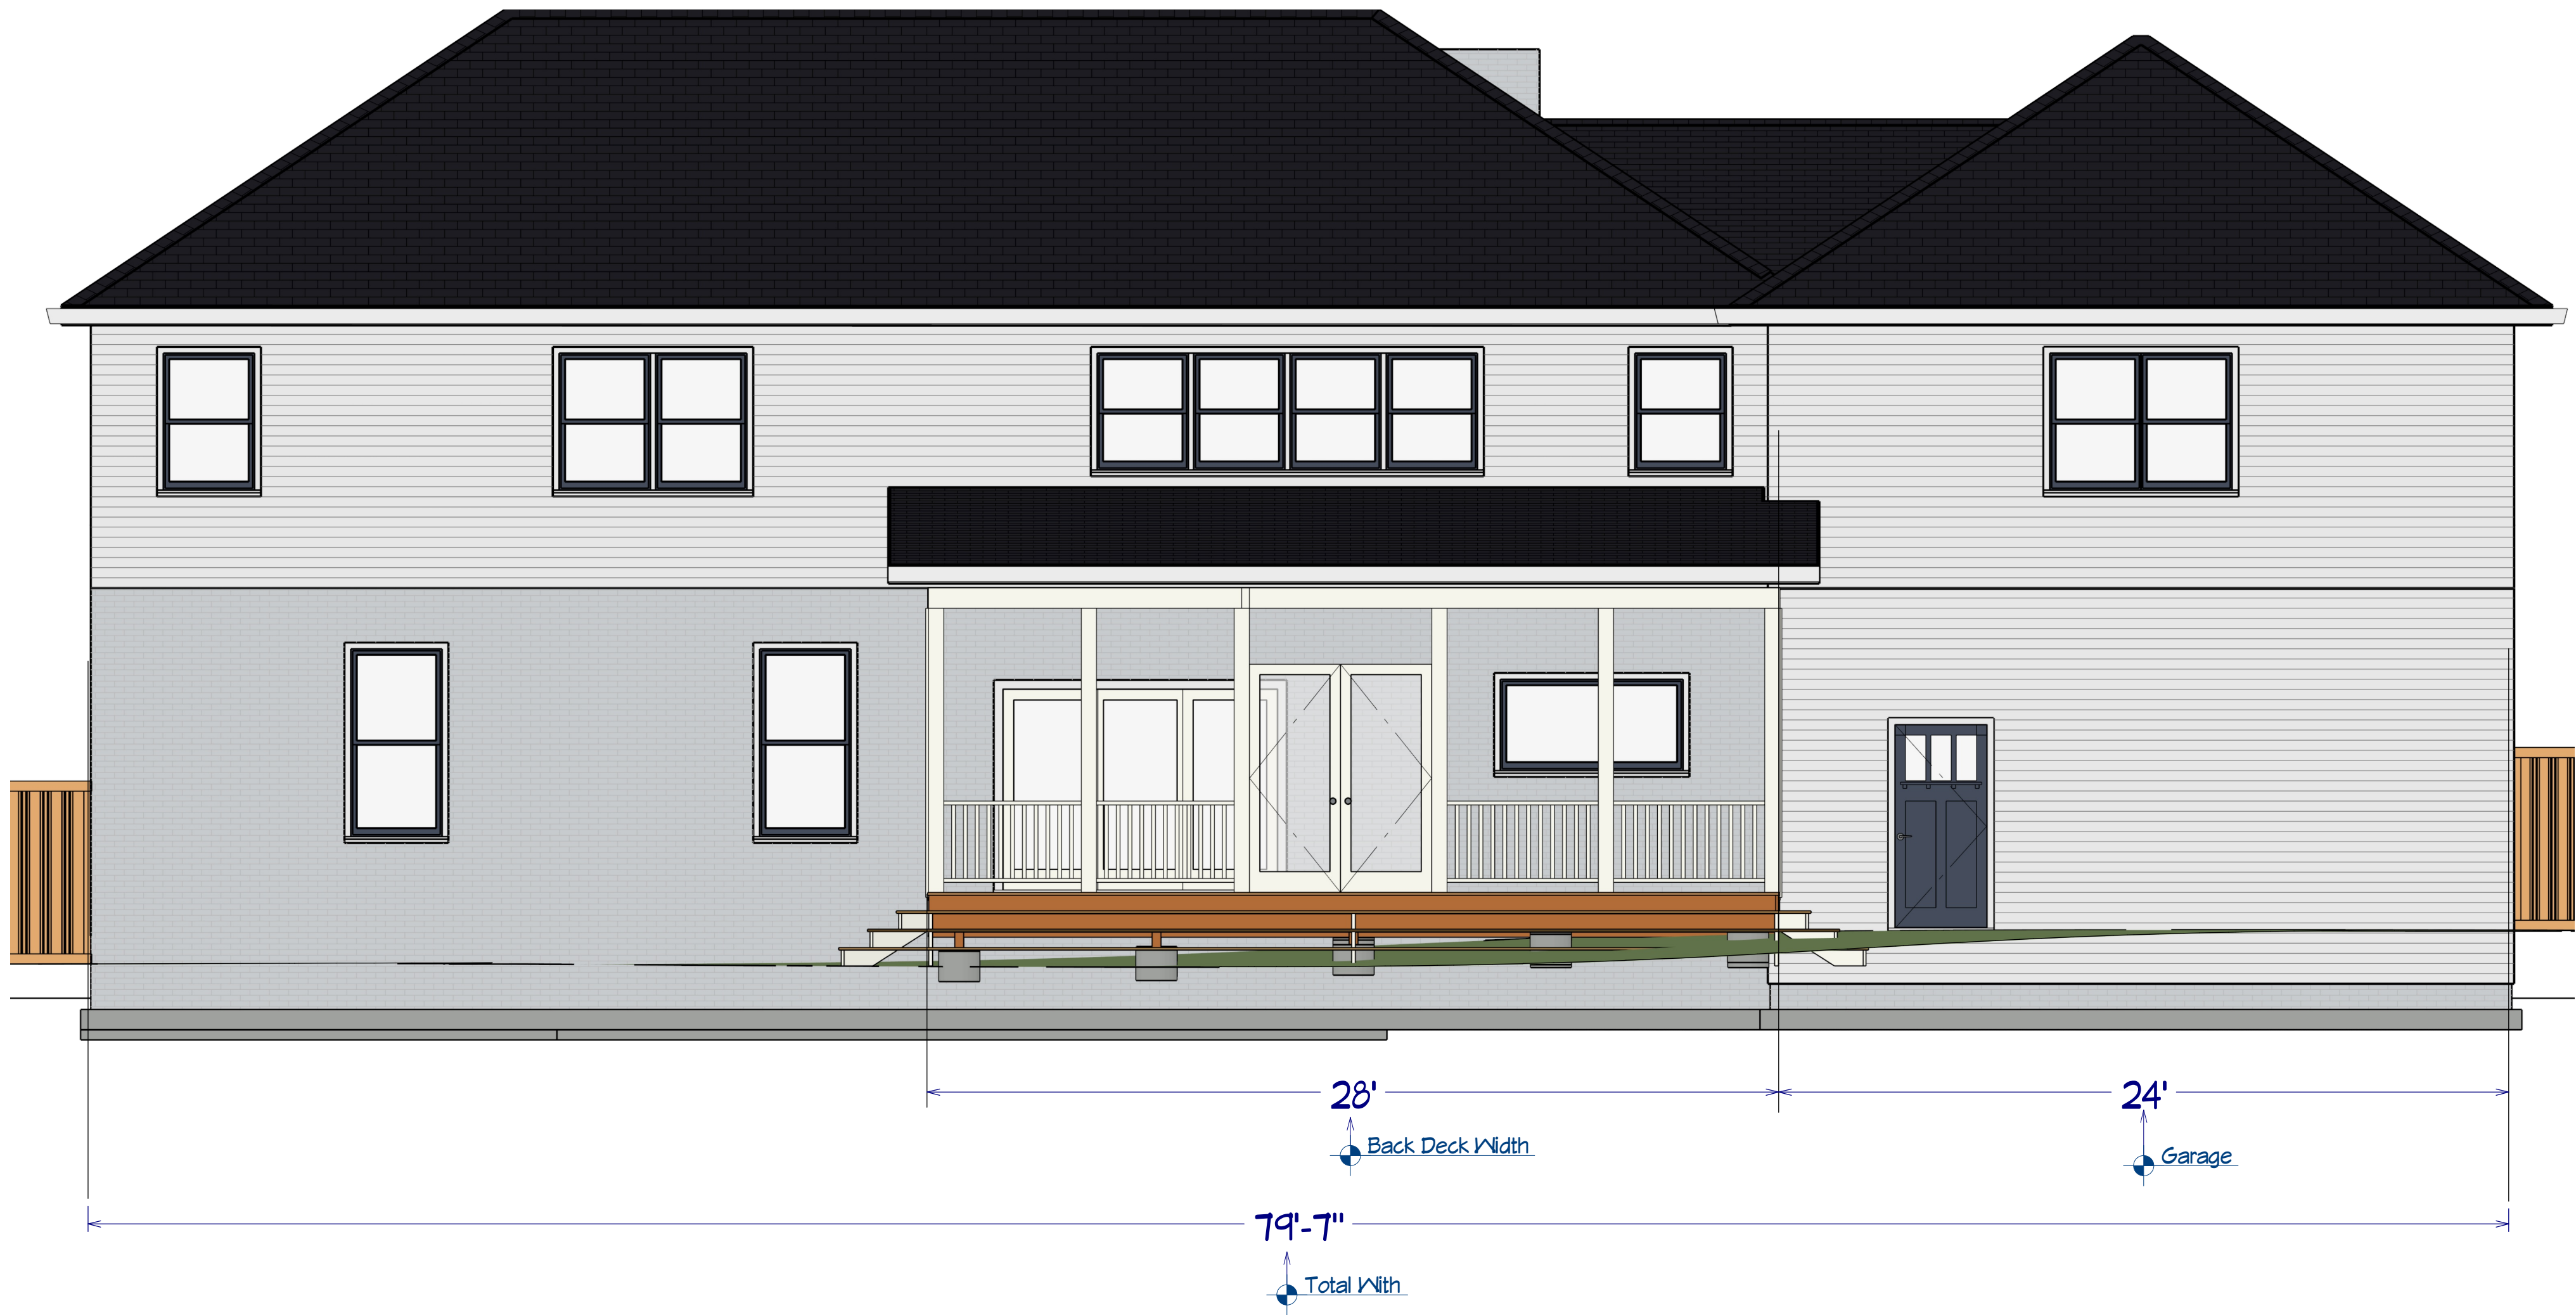 28'
24'
Back Deck Width
Garage
79'-7"
Total With